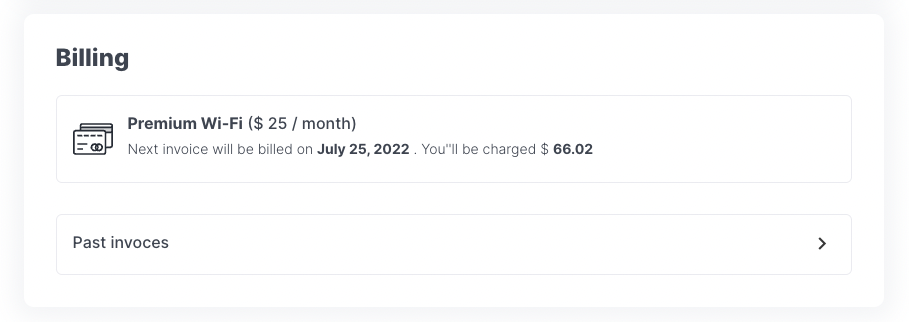 Billing
Premium Wi-Fi ($ 25 / month)
Next invoice will be billed on July 25, 2022 . You"ll be charged $ 66.02
Past invoces